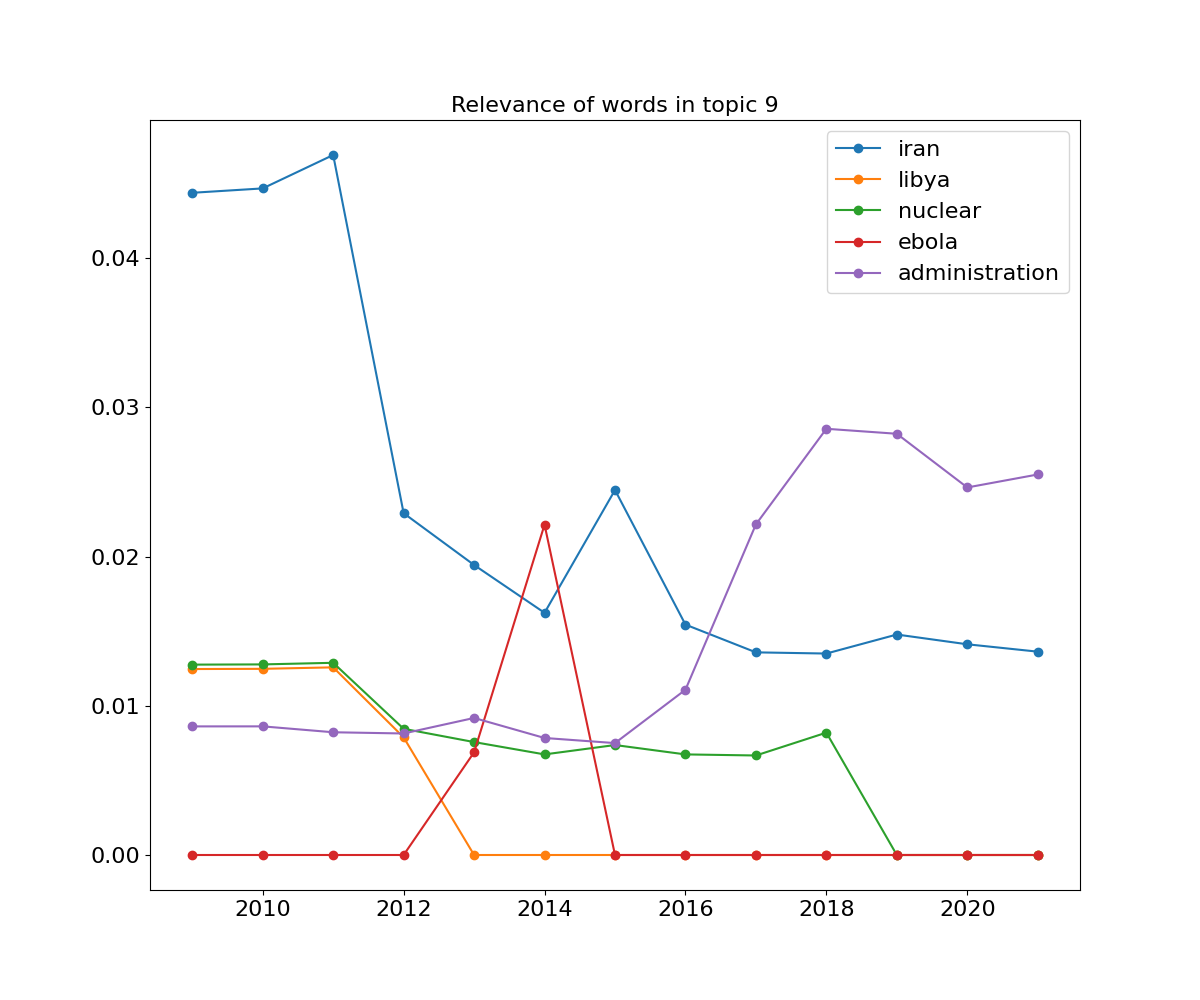 Relevance of words in topic 9
iran
libya
nuclear
ebola
administration
0.04
0.03
0.02
0.01
0.00
2010 2012 2014 2016 2018 2020